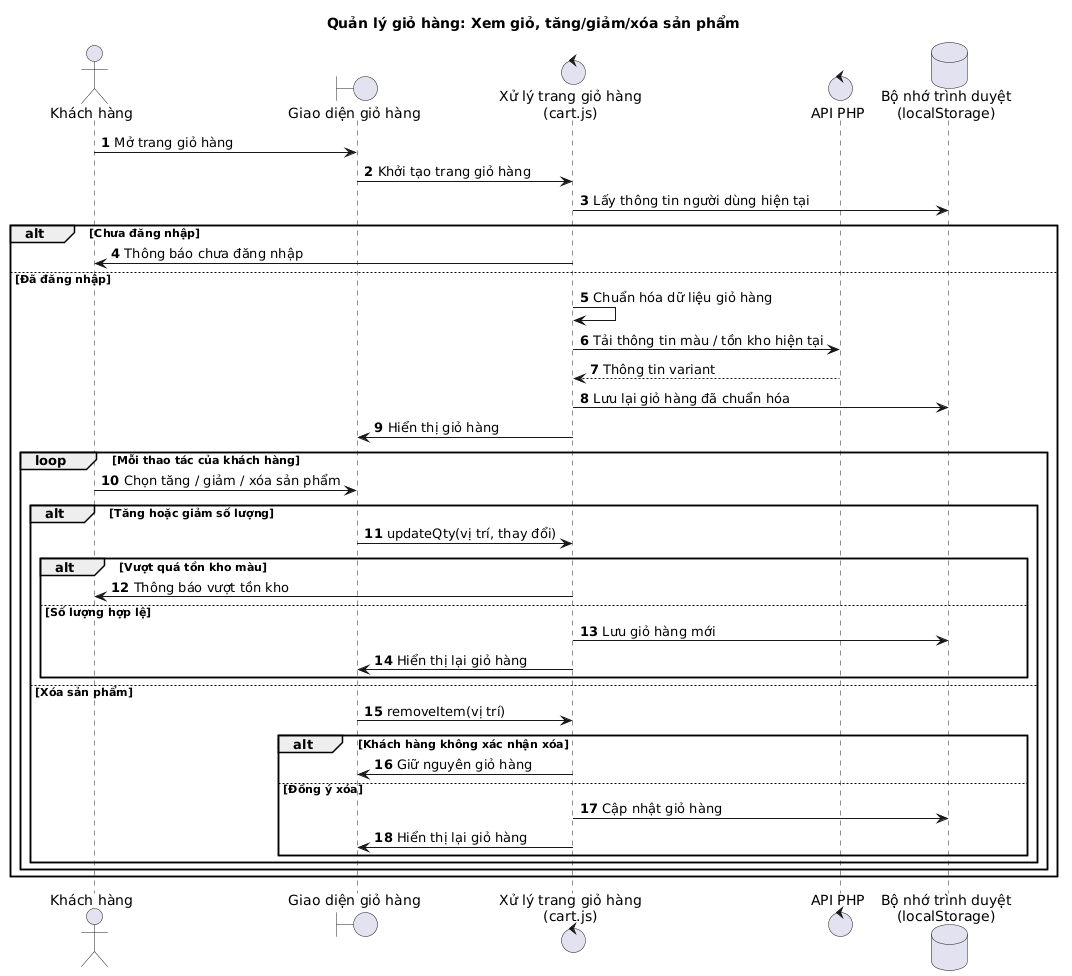 Quản lý giỏ hàng: Xem giỏ, tăng/giảm/xóa sản phẩm
Khách hàng
Giao diện giỏ hàng
Xử lý trang giỏ hàng
(cart.js)
API PHP
Bộ nhớ trình duyệt
(localStorage)
1 Mở trang giỏ hàng
2 Khởi tạo trang giỏ hàng
3 Lấy thông tin người dùng hiện tại
alt [Chưa đăng nhập]
4 Thông báo chưa đăng nhập
[Đã đăng nhập]
5 Chuẩn hóa dữ liệu giỏ hàng
6 Tải thông tin màu / tồn kho hiện tại
7 Thông tin variant
8 Lưu lại giỏ hàng đã chuẩn hóa
9 Hiển thị giỏ hàng
loop [Mỗi thao tác của khách hàng]
10 Chọn tăng / giảm / xóa sản phẩm
alt [Tăng hoặc giảm số lượng]
11 updateQty(vị trí, thay đổi)
alt [Vượt quá tồn kho màu]
12 Thông báo vượt tồn kho
[Số lượng hợp lệ]
13 Lưu giỏ hàng mới
14 Hiển thị lại giỏ hàng
[Xóa sản phẩm]
15 removeItem(vị trí)
alt [Khách hàng không xác nhận xóa]
16 Giữ nguyên giỏ hàng
[Đồng ý xóa]
17 Cập nhật giỏ hàng
18 Hiển thị lại giỏ hàng
Khách hàng
Giao diện giỏ hàng
Xử lý trang giỏ hàng
(cart.js)
API PHP
Bộ nhớ trình duyệt
(localStorage)